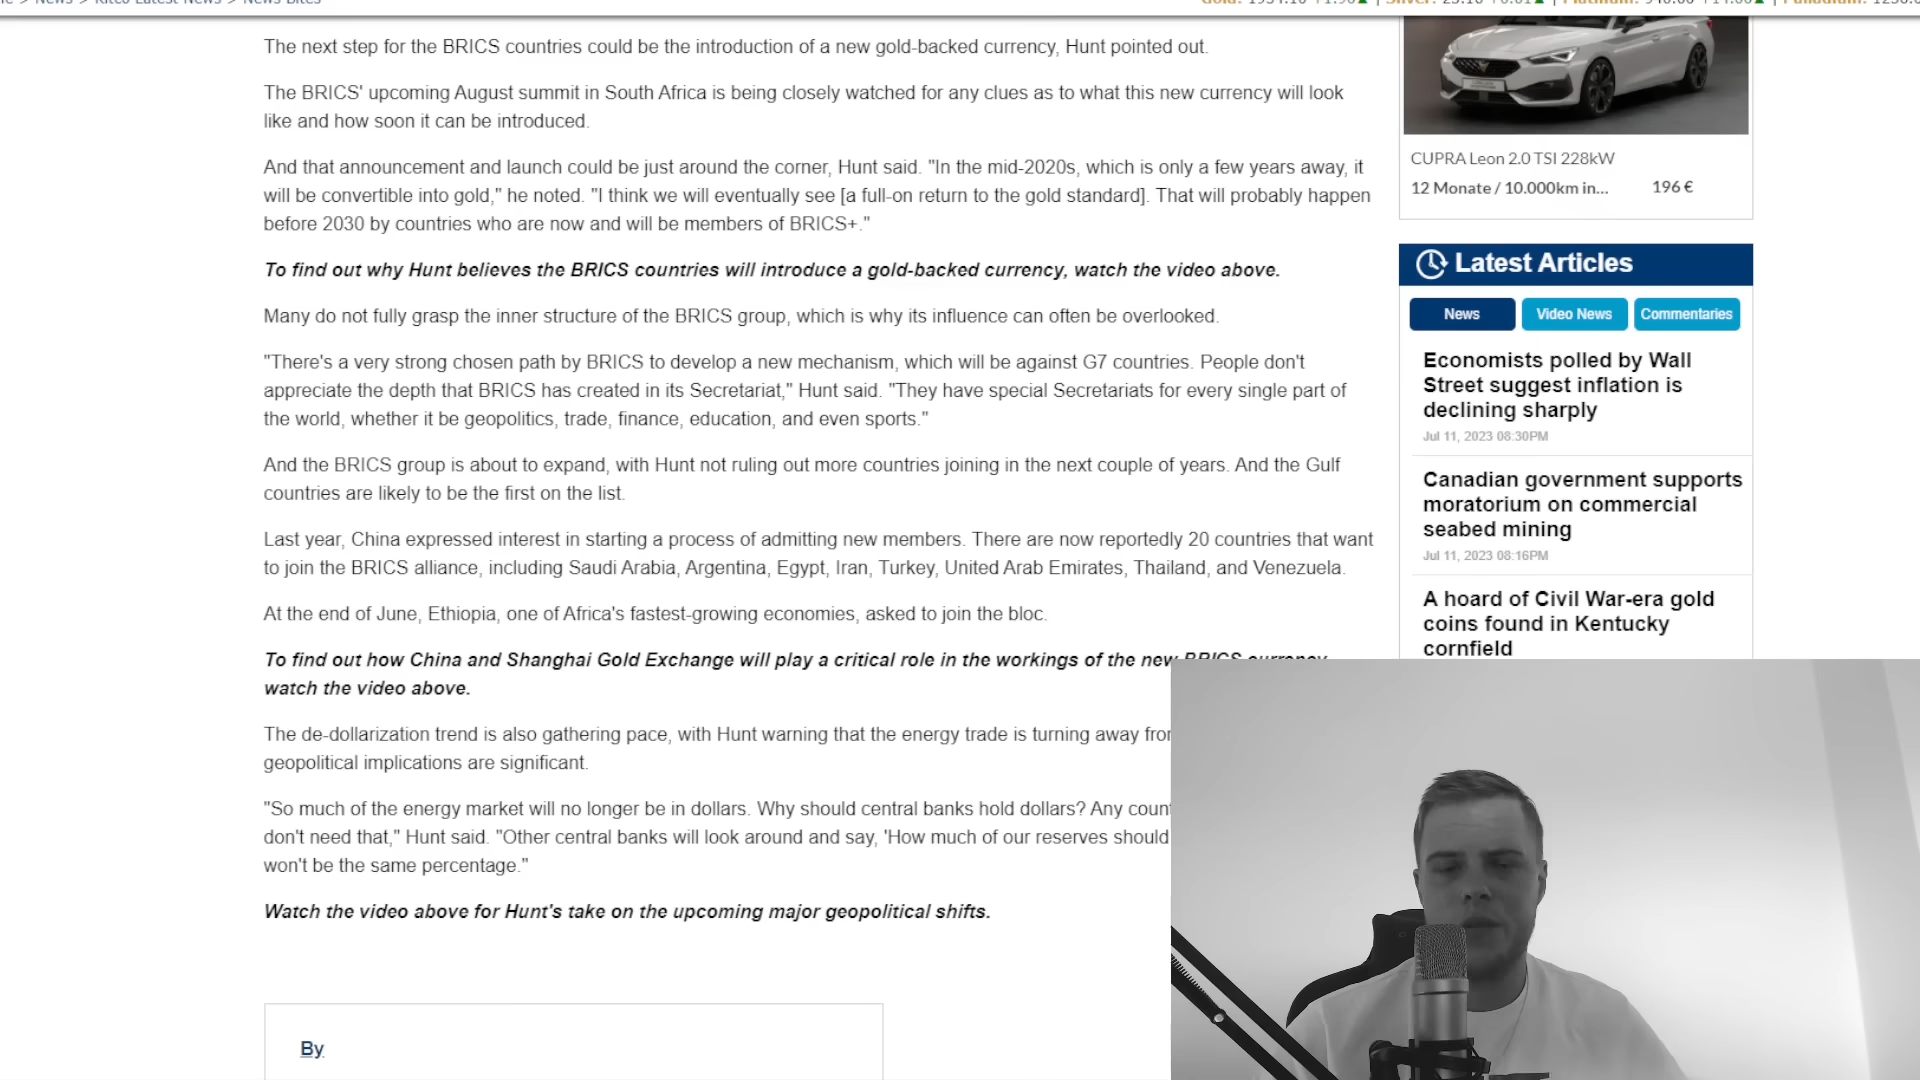 News > Kitco Latest News > News Bites
Gold: 1934.10 +1.90 | Silver: 23.10 +0.01 | Platinum: | Palladium:
The next step for the BRICS countries could be the introduction of a new gold-backed currency, Hunt pointed out.
The BRICS' upcoming August summit in South Africa is being closely watched for any clues as to what this new currency will look
like and how soon it can be introduced.
And that announcement and launch could be just around the corner, Hunt said. "In the mid-2020s, which is only a few years away, it
will be convertible into gold," he noted. "I think we will eventually see [a full-on return to the gold standard]. That will probably happen
before 2030 by countries who are now and will be members of BRICS+."
To find out why Hunt believes the BRICS countries will introduce a gold-backed currency, watch the video above.
Many do not fully grasp the inner structure of the BRICS group, which is why its influence can often be overlooked.
"There's a very strong chosen path by BRICS to develop a new mechanism, which will be against G7 countries. People don't
appreciate the depth that BRICS has created in its Secretariat," Hunt said. "They have special Secretariats for every single part of
the world, whether it be geopolitics, trade, finance, education, and even sports."
And the BRICS group is about to expand, with Hunt not ruling out more countries joining in the next couple of years. And the Gulf
countries are likely to be the first on the list.
Last year, China expressed interest in starting a process of admitting new members. There are now reportedly 20 countries that want
to join the BRICS alliance, including Saudi Arabia, Argentina, Egypt, Iran, Turkey, United Arab Emirates, Thailand, and Venezuela.
At the end of June, Ethiopia, one of Africa's fastest-growing economies, asked to join the bloc.
To find out how China and Shanghai Gold Exchange will play a critical role in the workings of the new BRICS currency
watch the video above.
The de-dollarization trend is also gathering pace, with Hunt warning that the energy trade is turning away
geopolitical implications are significant.
"So much of the energy market will no longer be in dollars. Why should central banks hold dollars? Any
don't need that," Hunt said. "Other central banks will look around and say, 'How much of our reserves should
won't be the same percentage."
Watch the video above for Hunt's take on the upcoming major geopolitical shifts.
By
CUPRA Leon 2.0 TSI 228kW
12 Monate / 10.000km in... 196 €
Latest Articles
News Video News Commentaries
Economists polled by Wall
Street suggest inflation is
declining sharply
Jul 11, 2023 08:30PM
Canadian government supports
moratorium on commercial
seabed mining
Jul 11, 2023 08:16PM
A hoard of Civil War-era gold
coins found in Kentucky
cornfield